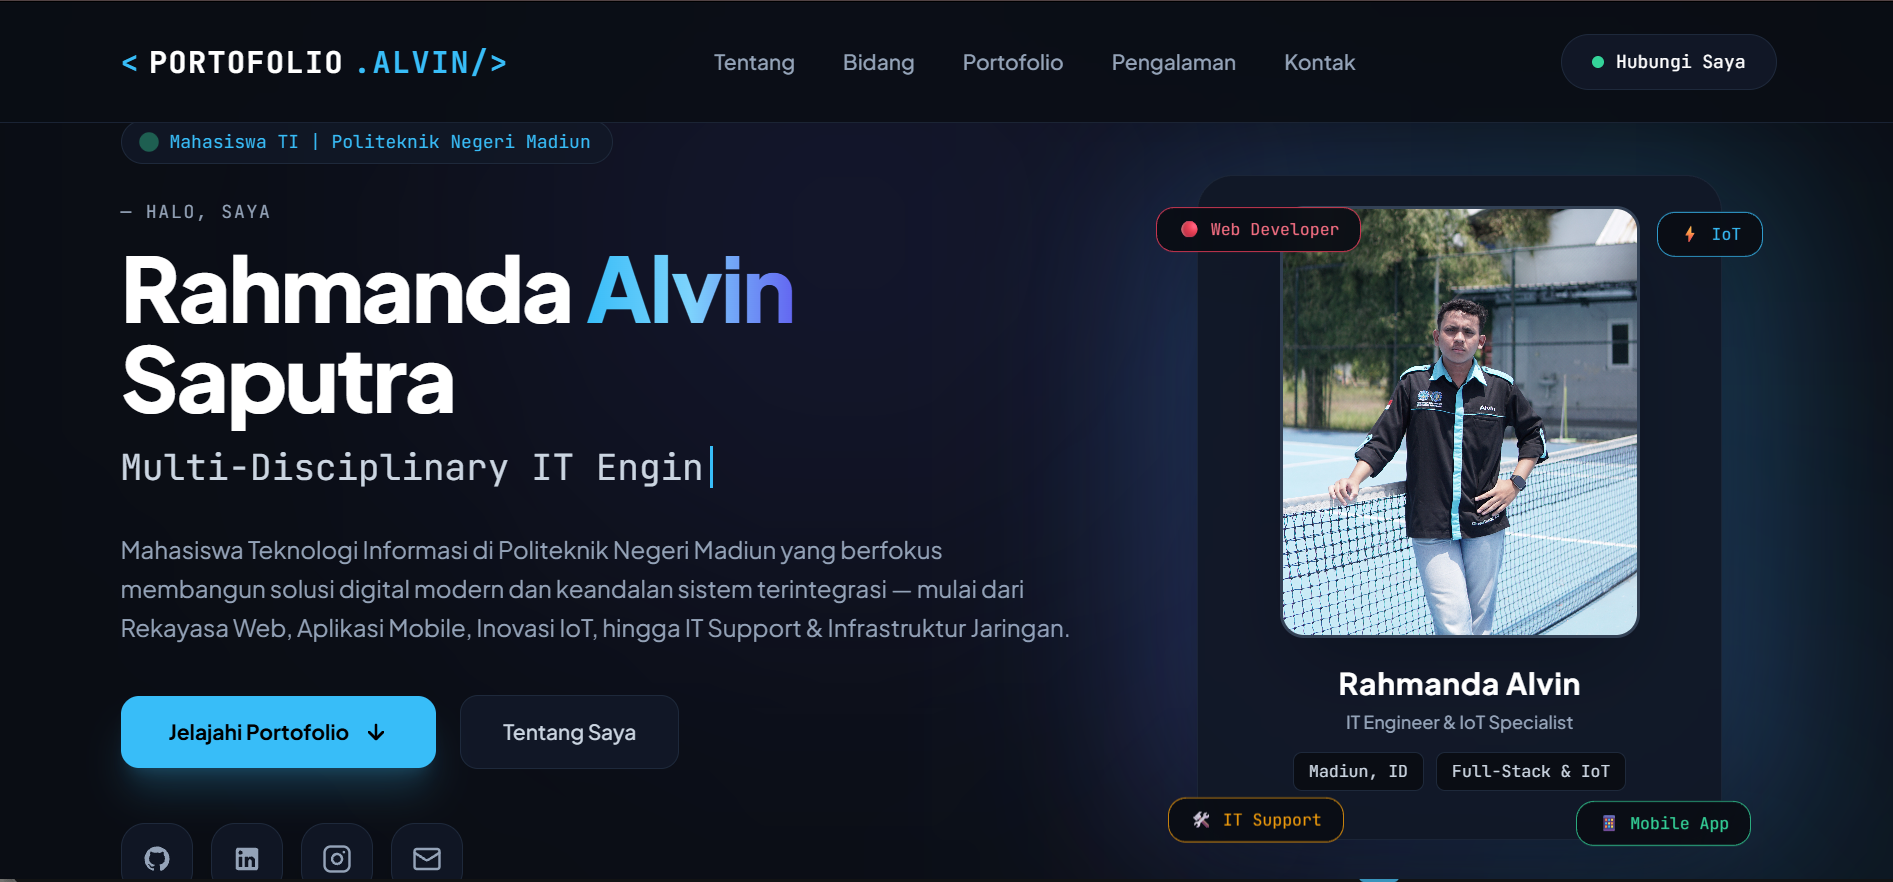 < PORTOFOLIO .ALVIN/>
Tentang
Bidang
Portofolio
Pengalaman
Kontak
Hubungi Saya
Mahasiswa TI | Politeknik Negeri Madiun
— HALO, SAYA
Rahmanda Alvin
Saputra
Multi-Disciplinary IT Engin
Mahasiswa Teknologi Informasi di Politeknik Negeri Madiun yang berfokus
membangun solusi digital modern dan keandalan sistem terintegrasi — mulai dari
Rekayasa Web, Aplikasi Mobile, Inovasi IoT, hingga IT Support & Infrastruktur Jaringan.
Jelajahi Portofolio ↓
Tentang Saya
Web Developer
IoT
Alvin
Rahmanda Alvin
IT Engineer & IoT Specialist
Madiun, ID
Full-Stack & IoT
IT Support
Mobile App